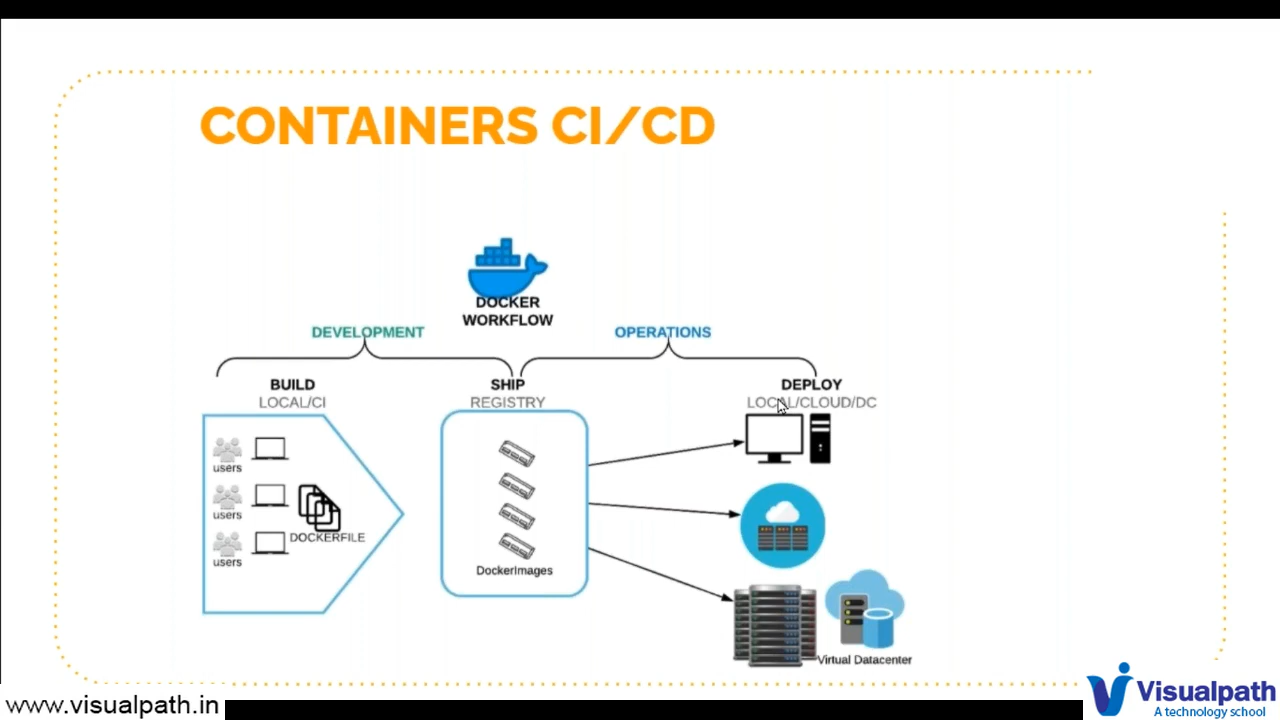 CONTAINERS CI/CD
DOCKER
WORKFLOW
DEVELOPMENT
OPERATIONS
BUILD
LOCAL/CI
SHIP
REGISTRY
DEPLOY
LOCAL/CLOUD/DC
users
users
DOCKERFILE
users
DockerImages
Virtual Datacenter
www.visualpath.in
Visualpath
A technology school